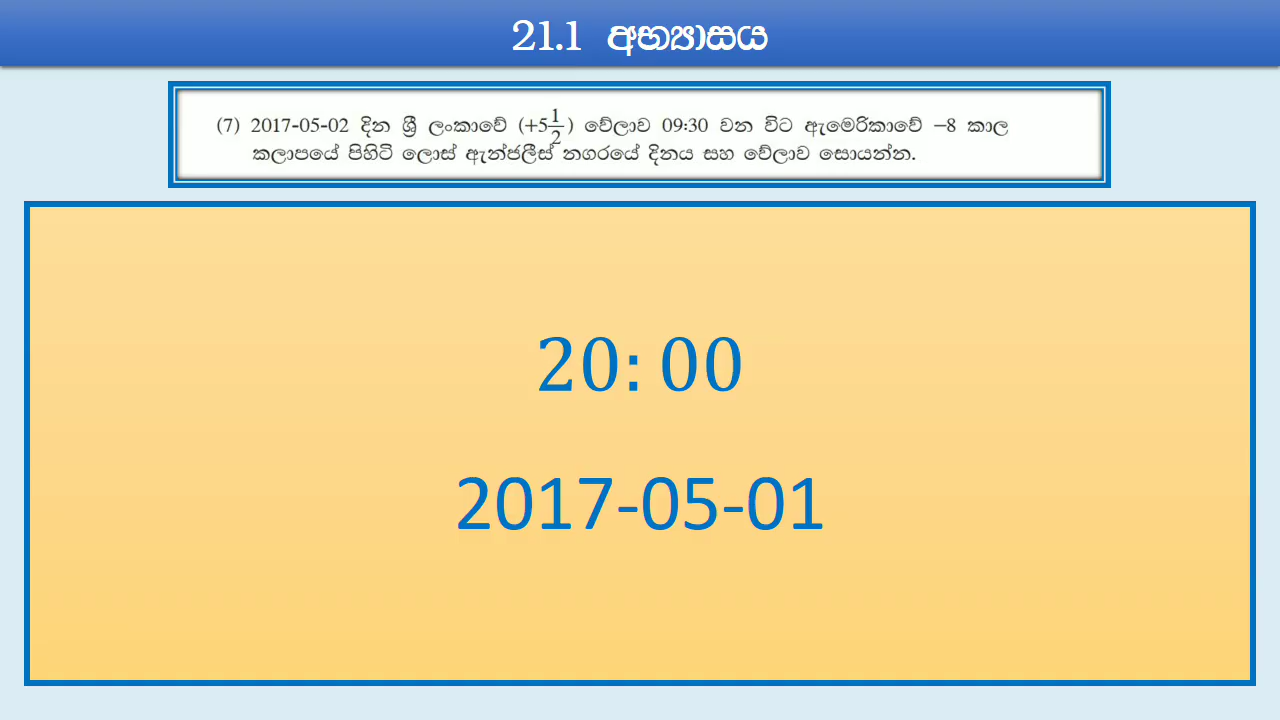 21.1 අභ්‍යාසය
(7) 2017-05-02 දින ශ්‍රී ලංකාවේ (+5½) වේලාව 09:30 වන විට ඇමෙරිකාවේ −8 කාල
කලාපයේ පිහිටි ලොස් ඇන්ජලීස් නගරයේ දිනය සහ වේලාව සොයන්න.
20: 00
2017-05-01